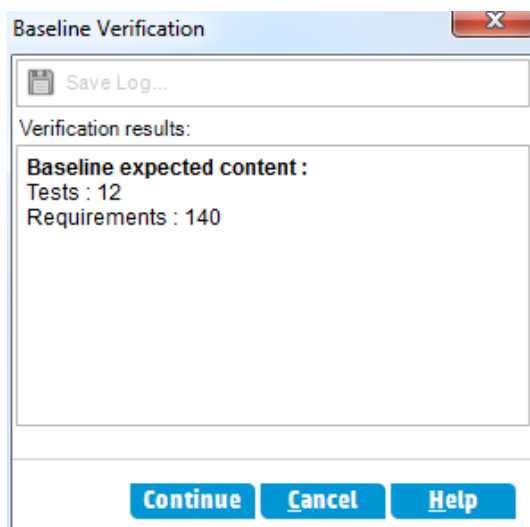 Baseline Verification
X
Save Log...
Verification results:
Baseline expected content :
Tests : 12
Requirements : 140
Continue Cancel Help